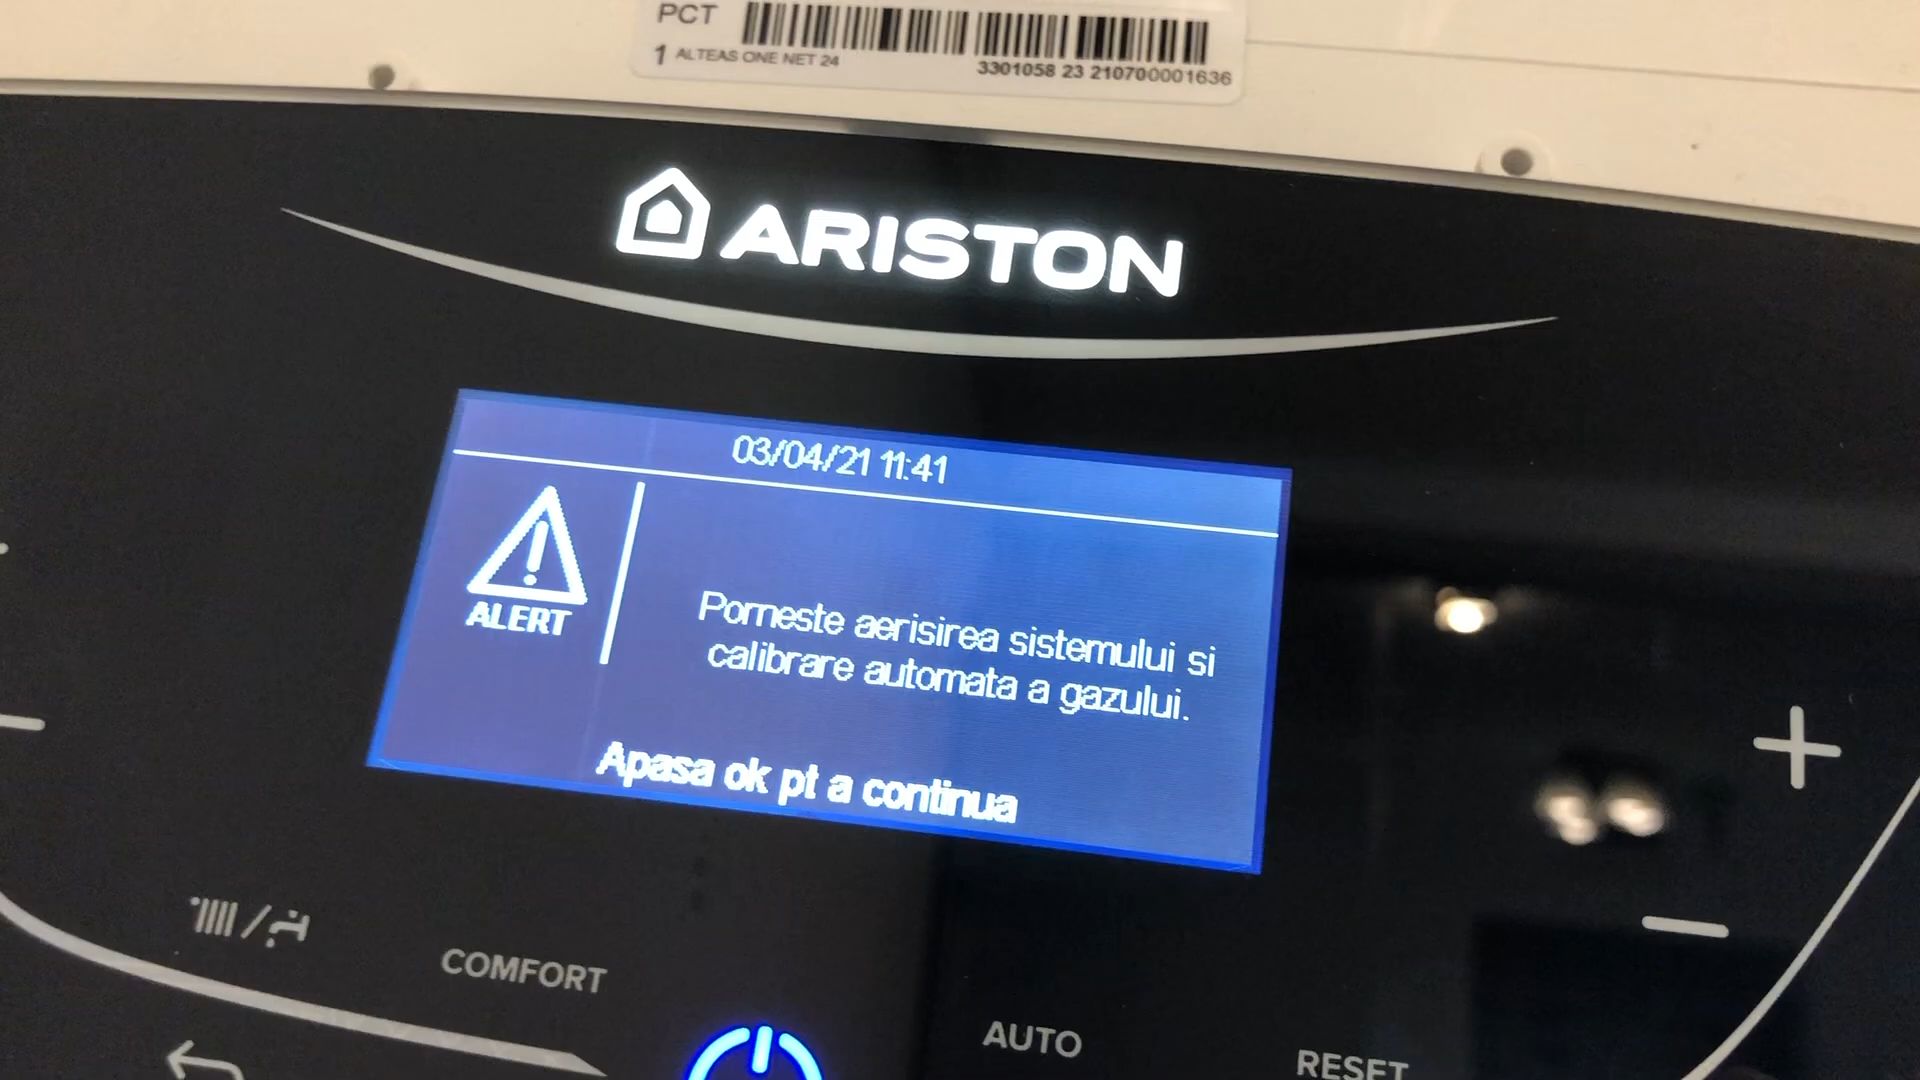 PCT
1 ALTEAS ONE NET 24
3301058 23 210700001636
ARISTON
03/04/21 11:41
ALERT
Porneste aerisirea sistemului si
calibrare automata a gazului.
Apasa ok pt a continua
COMFORT
AUTO
RESET